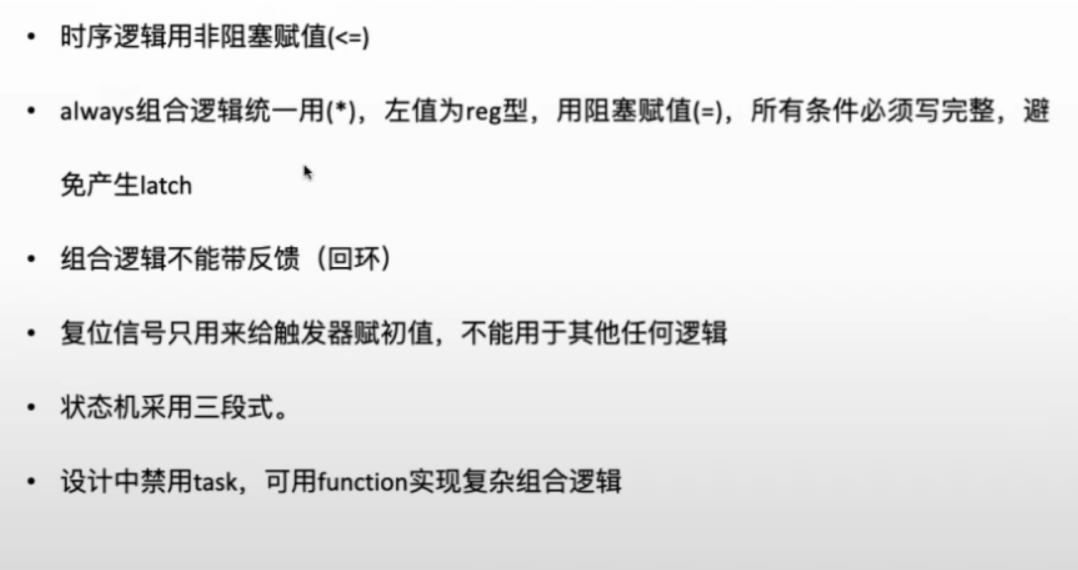 • 时序逻辑用非阻塞赋值(<=)
• always组合逻辑统一用(*)，左值为reg型，用阻塞赋值(=)，所有条件必须写完整，避
免产生latch
• 组合逻辑不能带反馈（回环）
• 复位信号只用来给触发器赋初值，不能用于其他任何逻辑
• 状态机采用三段式。
• 设计中禁用task，可用function实现复杂组合逻辑